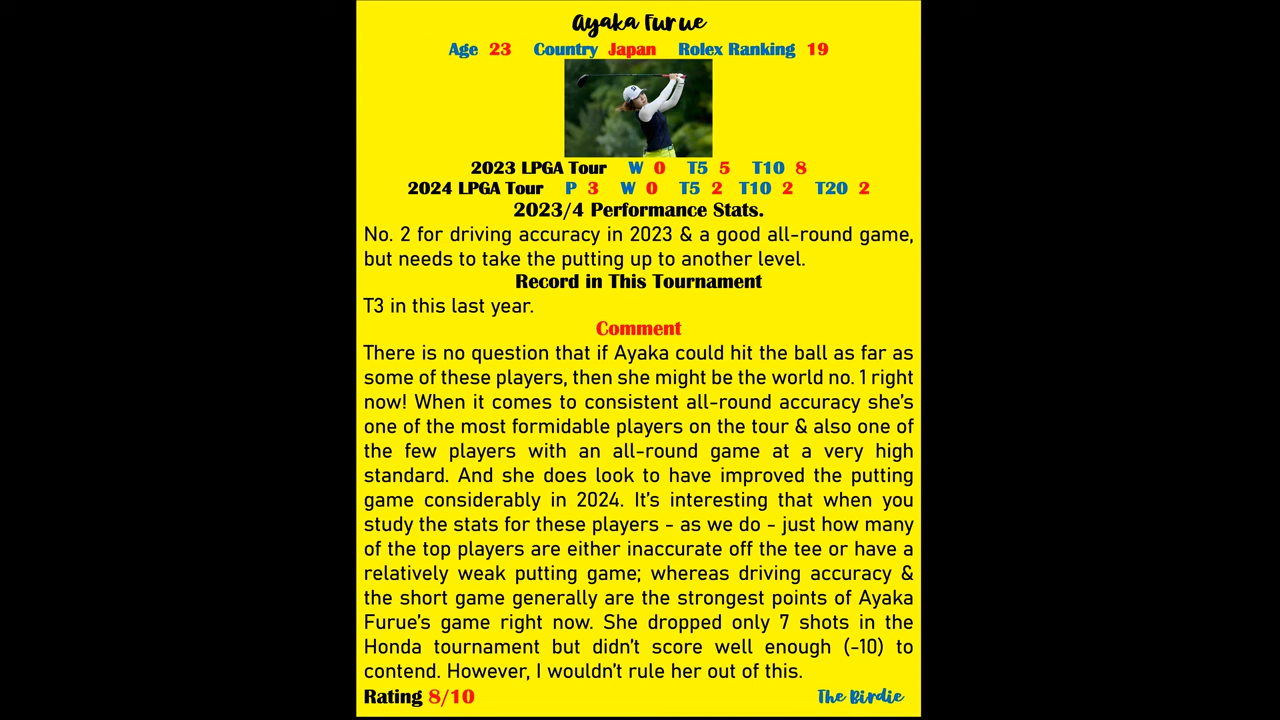 Ayaka Furue
Age 23 Country Japan Rolex Ranking 19
2023 LPGA Tour W 0 T5 5 T10 8
2024 LPGA Tour P 3 W 0 T5 2 T10 2 T20 2
2023/4 Performance Stats.
No. 2 for driving accuracy in 2023 & a good all-round game,
but needs to take the putting up to another level.
Record in This Tournament
T3 in this last year.
Comment
There is no question that if Ayaka could hit the ball as far as
some of these players, then she might be the world no. 1 right
now! When it comes to consistent all-round accuracy she's
one of the most formidable players on the tour & also one of
the few players with an all-round game at a very high
standard. And she does look to have improved the putting
game considerably in 2024. It's interesting that when you
study the stats for these players - as we do - just how many
of the top players are either inaccurate off the tee or have a
relatively weak putting game; whereas driving accuracy &
the short game generally are the strongest points of Ayaka
Furue's game right now. She dropped only 7 shots in the
Honda tournament but didn't score well enough (-10) to
contend. However, I wouldn't rule her out of this.
Rating 8/10 The Birdie